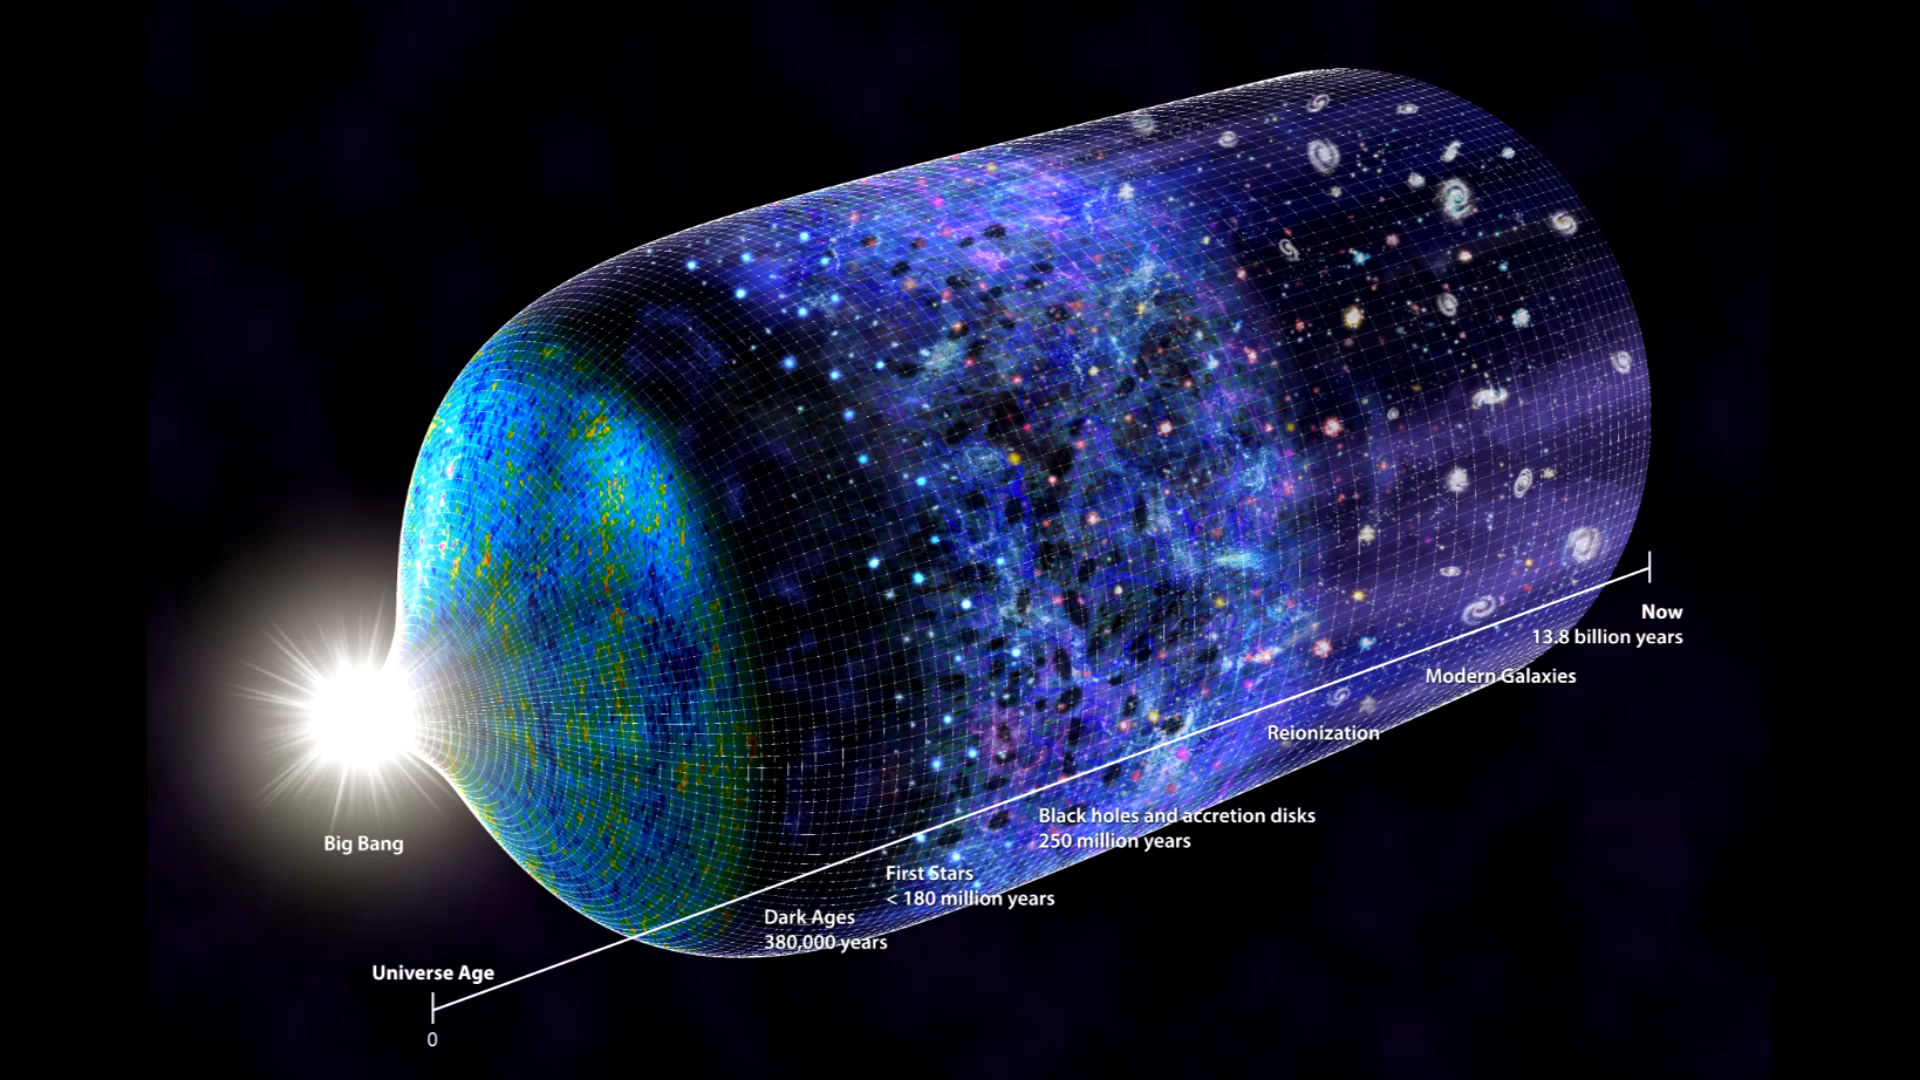 Big Bang
Universe Age
0
Dark Ages
380,000 years
First Stars
< 180 million years
Black holes and accretion disks
250 million years
Reionization
Modern Galaxies
Now
13.8 billion years